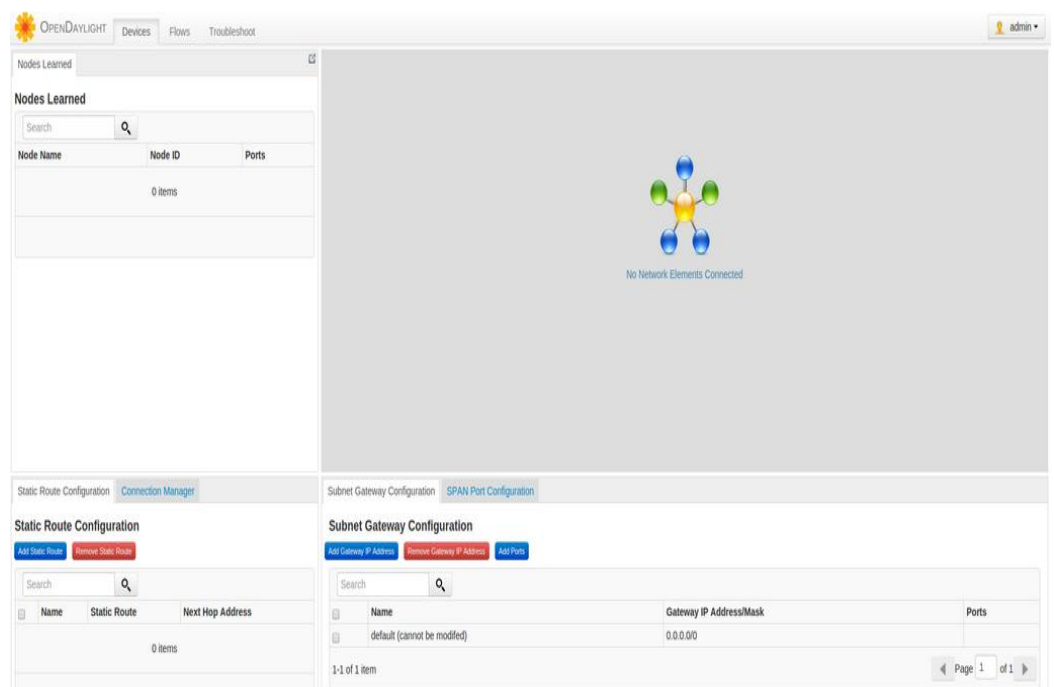 OPENDAYLIGHT Devices Flows Troubleshoot admin
Nodes Learned
Nodes Learned
Search
Node Name Node ID Ports
0 items
No Network Elements Connected
Static Route Configuration Connection Manager
Static Route Configuration
Add Static Route Remove Static Route
Search
Name Static Route Next Hop Address
0 items
Subnet Gateway Configuration SPAN Port Configuration
Subnet Gateway Configuration
Add Gateway IP Address Remove Gateway IP Address Add Ports
Search
Name Gateway IP Address/Mask Ports
default (cannot be modifed) 0.0.0.0/0
1-1 of 1 item Page 1 of 1